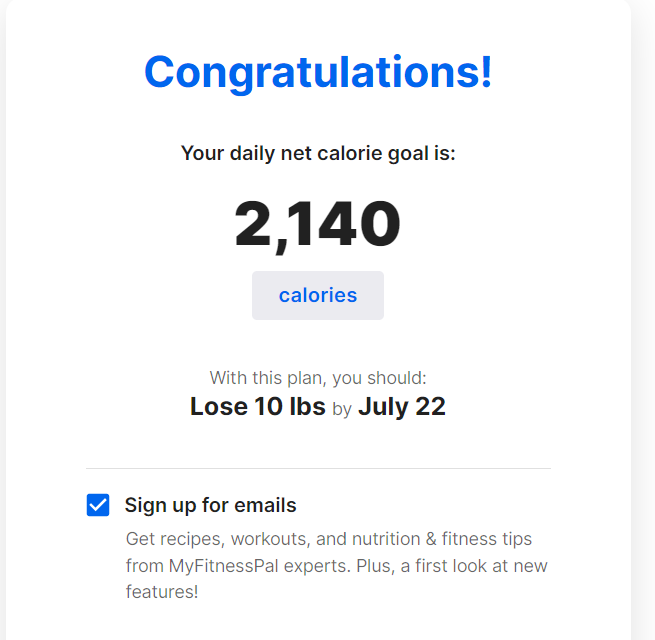 Congratulations!
Your daily net calorie goal is:
2,140
calories
With this plan, you should:
Lose 10 lbs by July 22
Sign up for emails
Get recipes, workouts, and nutrition & fitness tips
from MyFitnessPal experts. Plus, a first look at new
features!